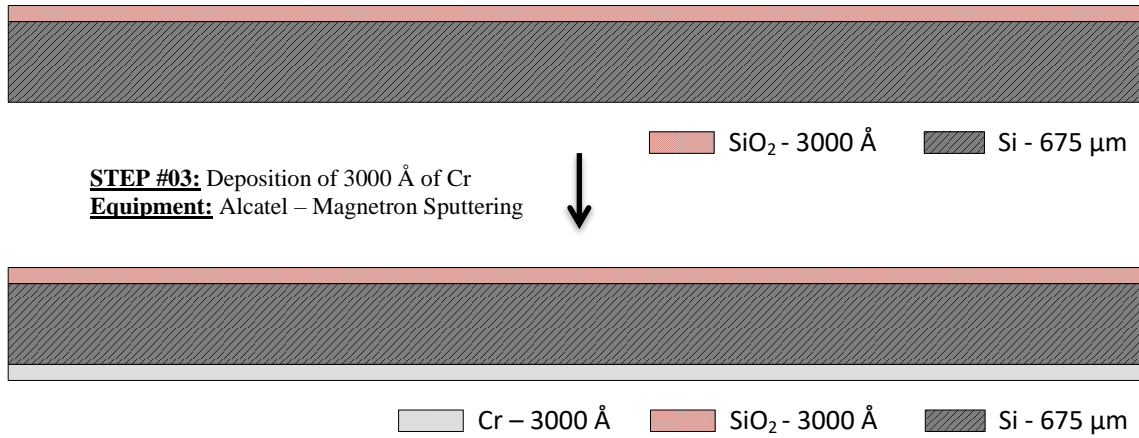 SiO₂ - 3000 Å Si - 675 µm
STEP #03: Deposition of 3000 Å of Cr
Equipment: Alcatel – Magnetron Sputtering
Cr – 3000 Å SiO₂ - 3000 Å Si - 675 µm